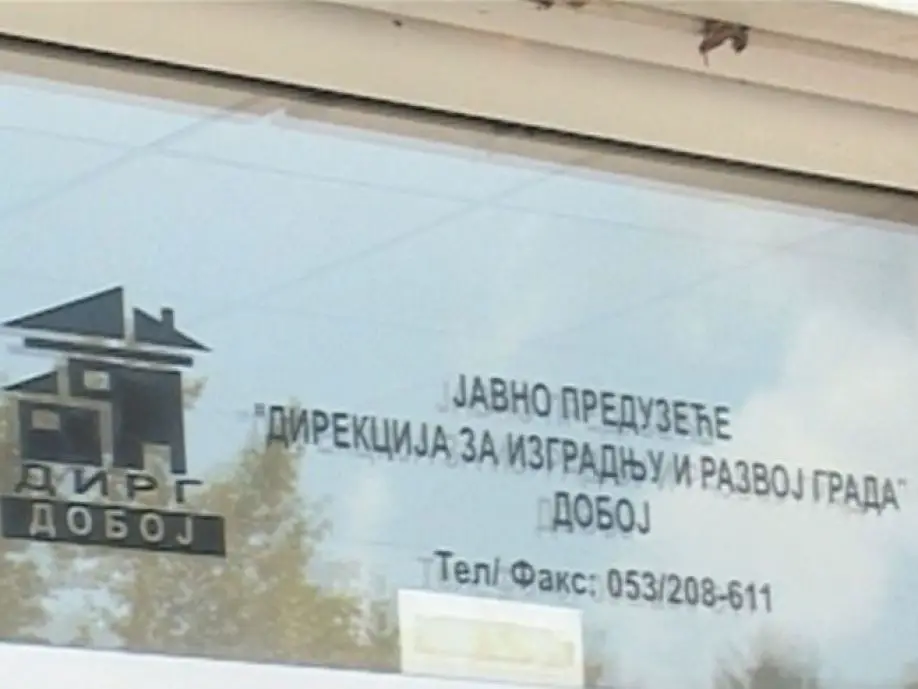 ДИРГ
ДОБОЈ
ЈАВНО ПРЕДУЗЕЋЕ
"ДИРЕКЦИЈА ЗА ИЗГРАДЊУ И РАЗВОЈ ГРАДА"
ДОБОЈ
Тел/ Факс: 053/208-611